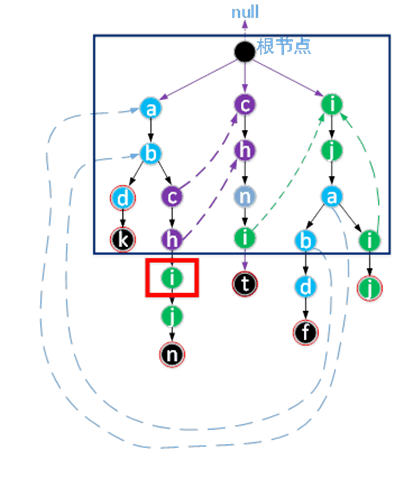 null
根节点
a c i
b h j
d c n a
k h i b i
i t d j
j f
n